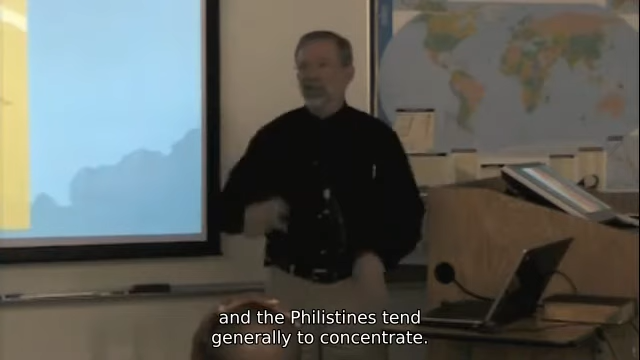 and the Philistines tend
generally to concentrate.